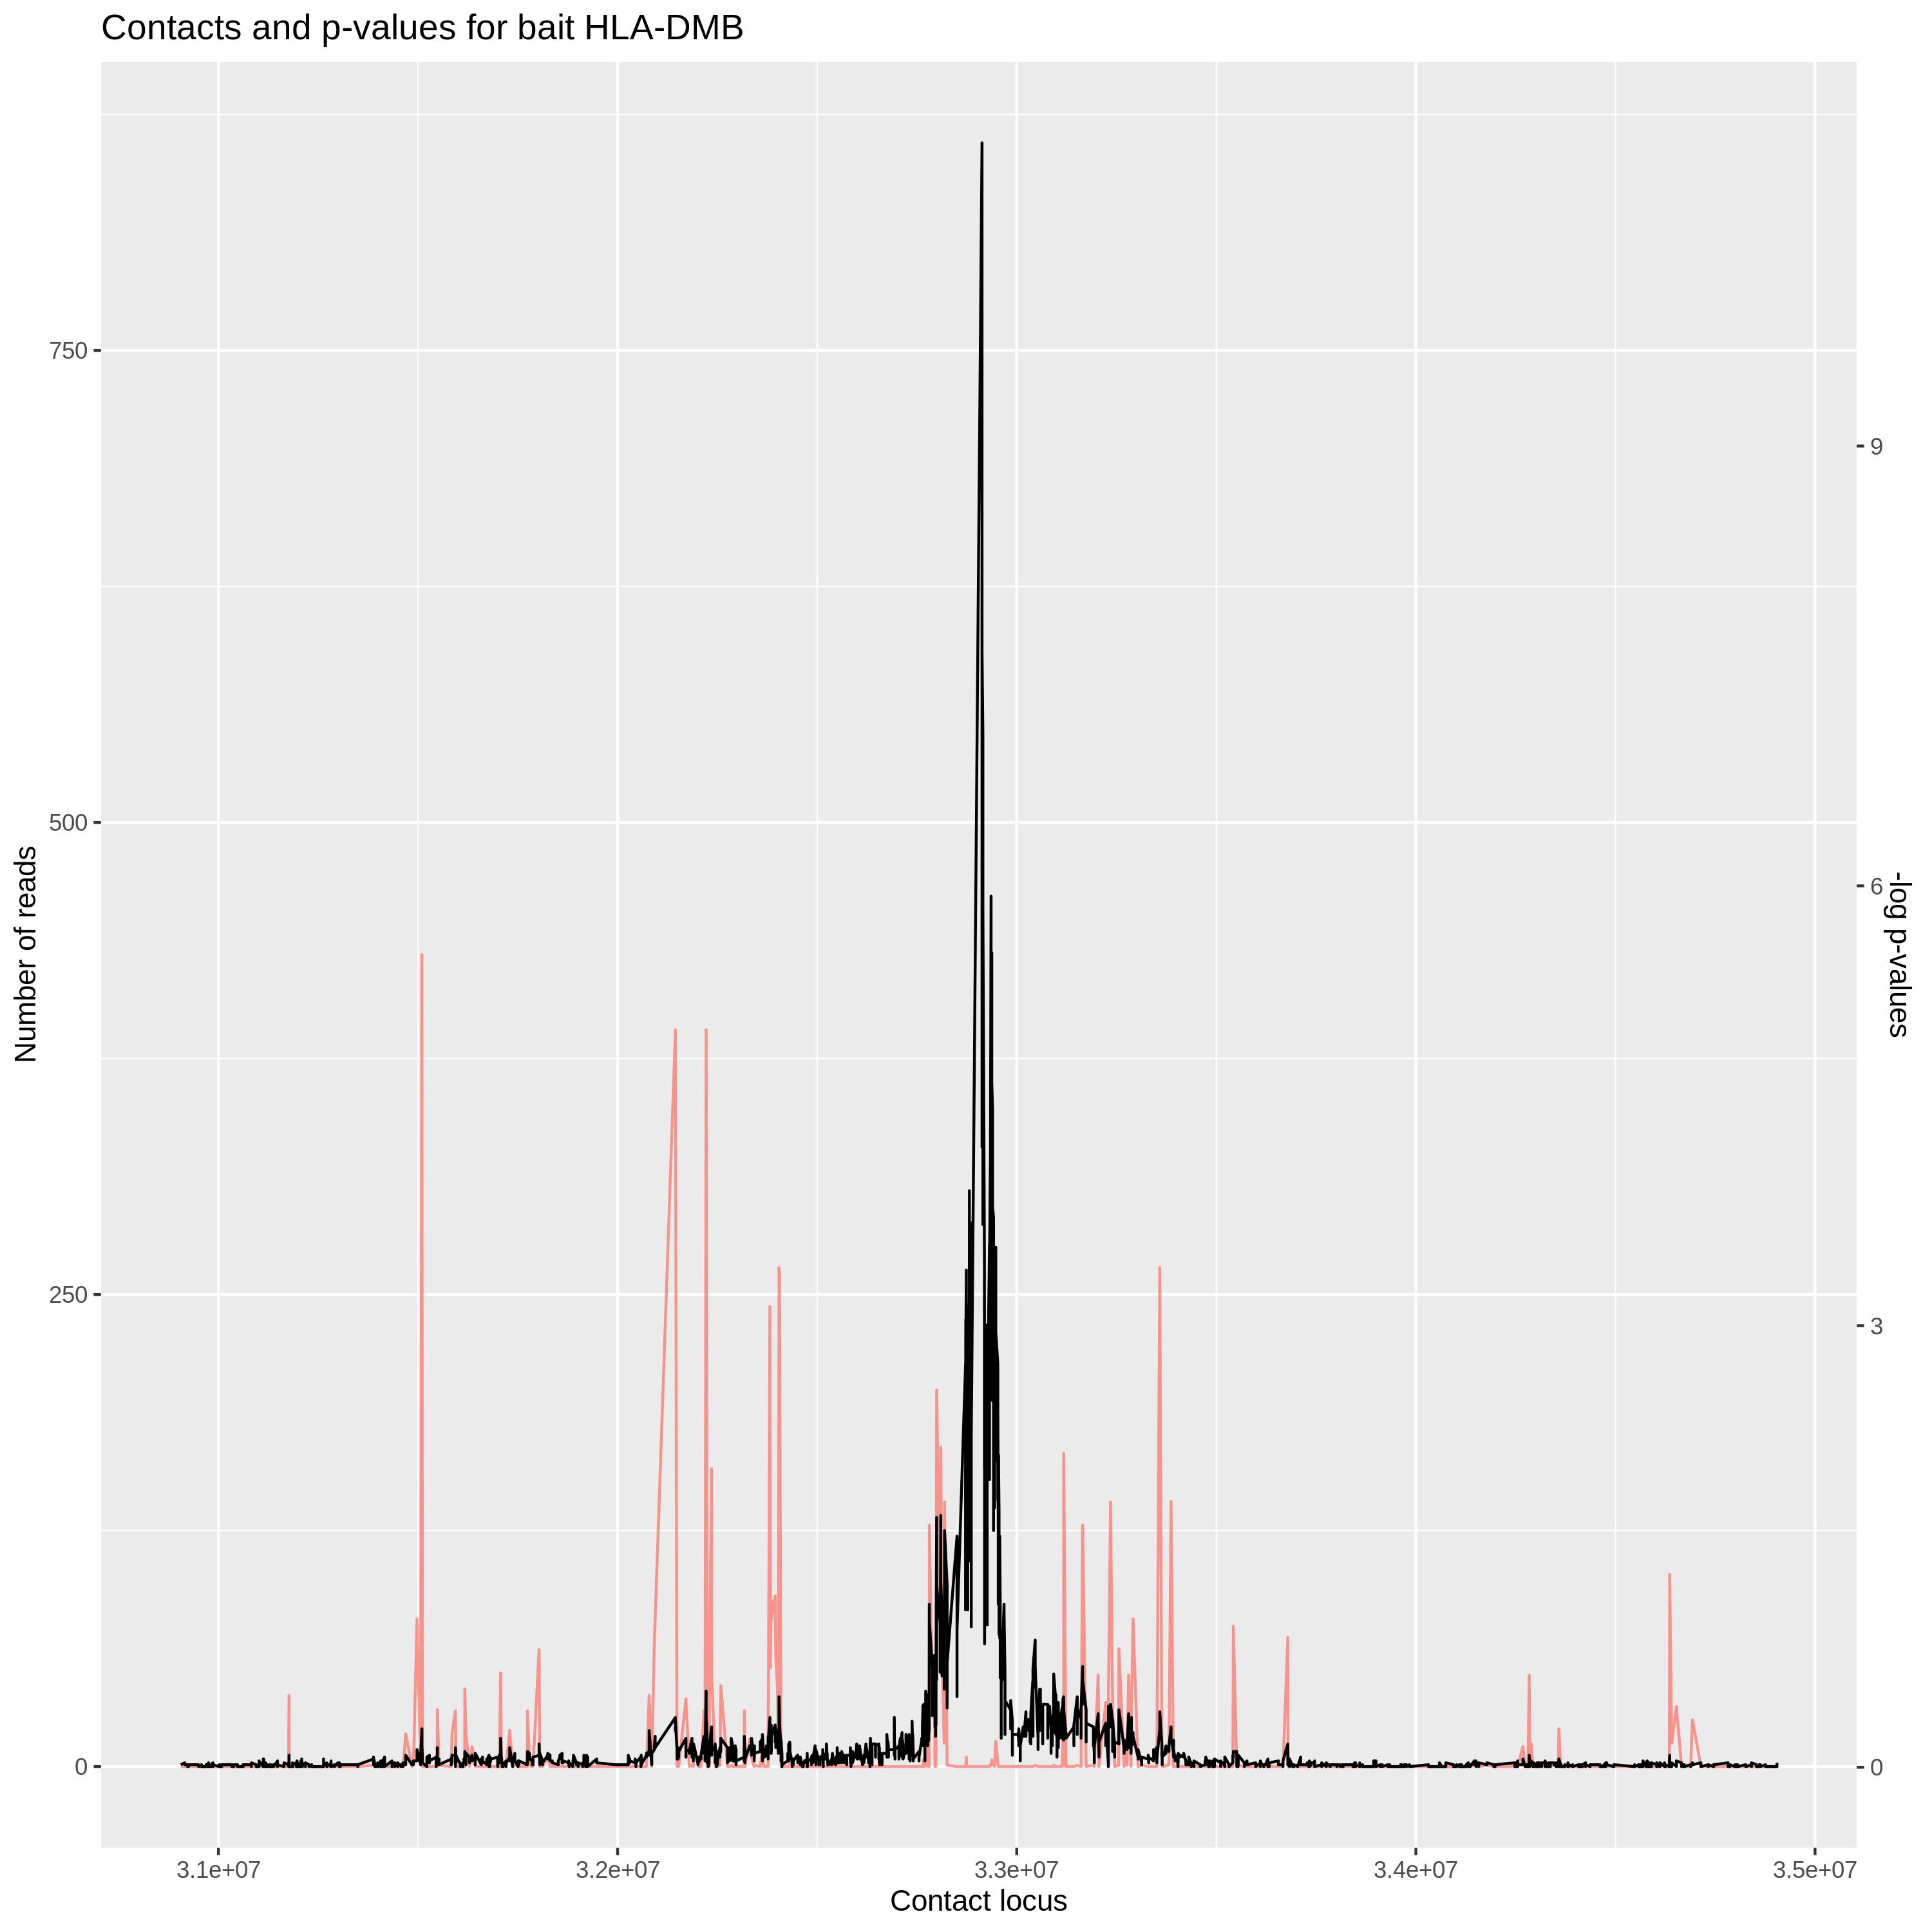 Contacts and p-values for bait HLA-DMB
Number of reads
750
500
250
0
9
6
3
0
-log p-values
3.1e+07
3.2e+07
3.3e+07
3.4e+07
3.5e+07
Contact locus